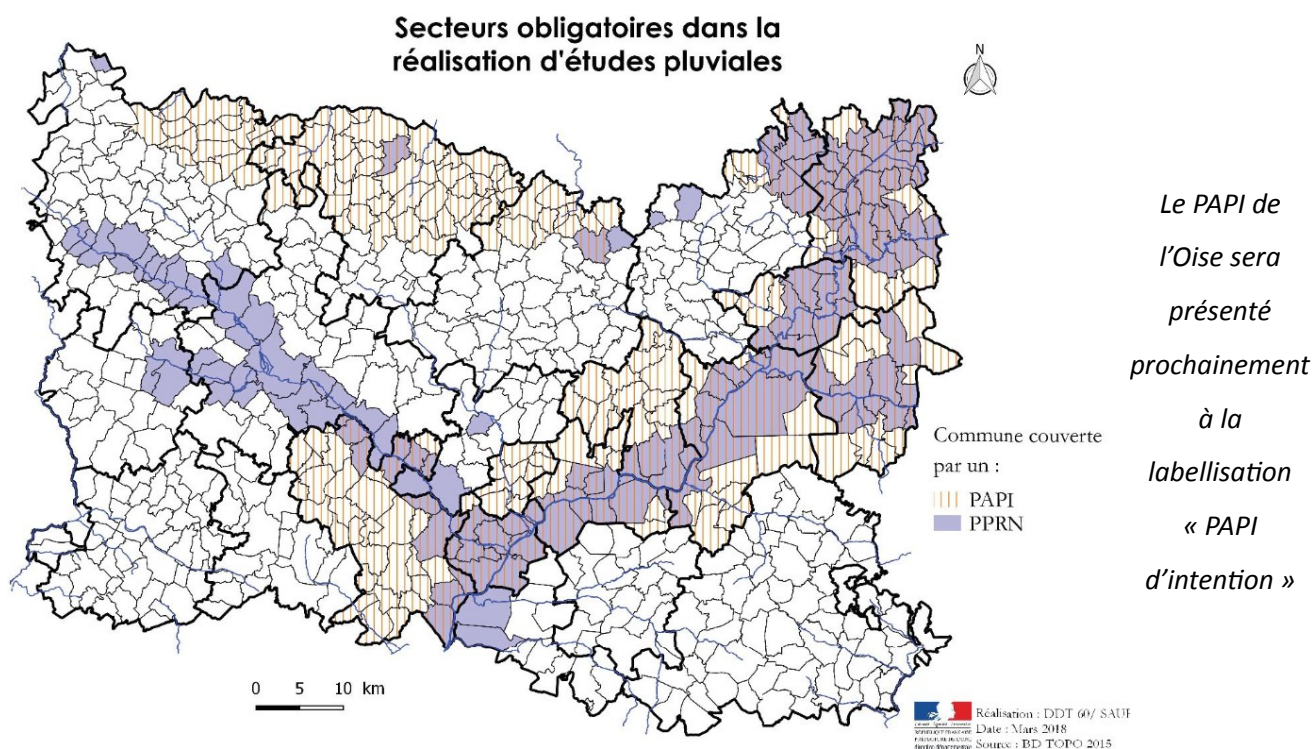 Secteurs obligatoires dans la
réalisation d'études pluviales
N
Le PAPI de
l’Oise sera
présenté
prochainement
à la
labellisation
« PAPI
d’intention »
Commune couverte
par un :
PAPI
PPRN
0 5 10 km
Réalisation : DDT 60/ SAUE
Date : Mars 2018
Source : BD TOPO 2015